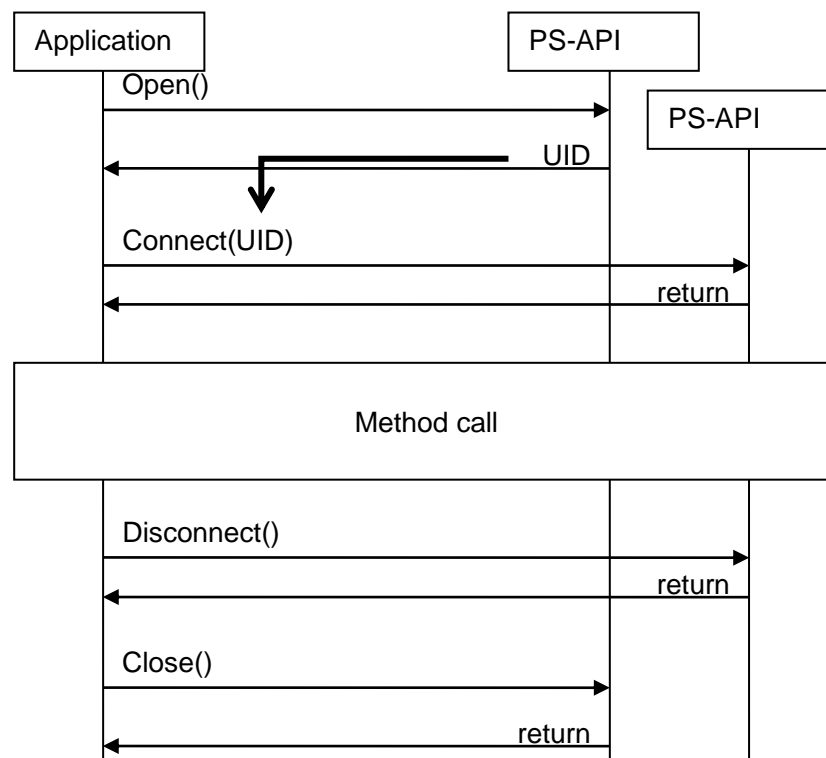 Application
PS-API
Open()
PS-API
UID
Connect(UID)
return
Method call
Disconnect()
return
Close()
return